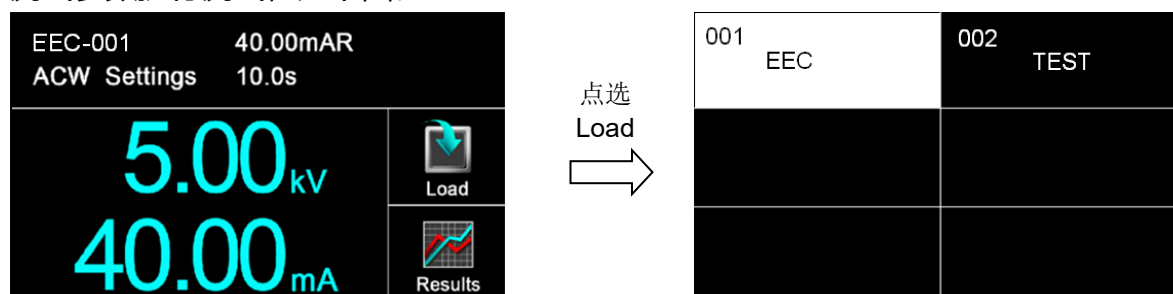 EEC-001 40.00mAR
ACW Settings 10.0s
5.00kV
40.00mA
Load
Results
点选
Load
001
EEC
002
TEST